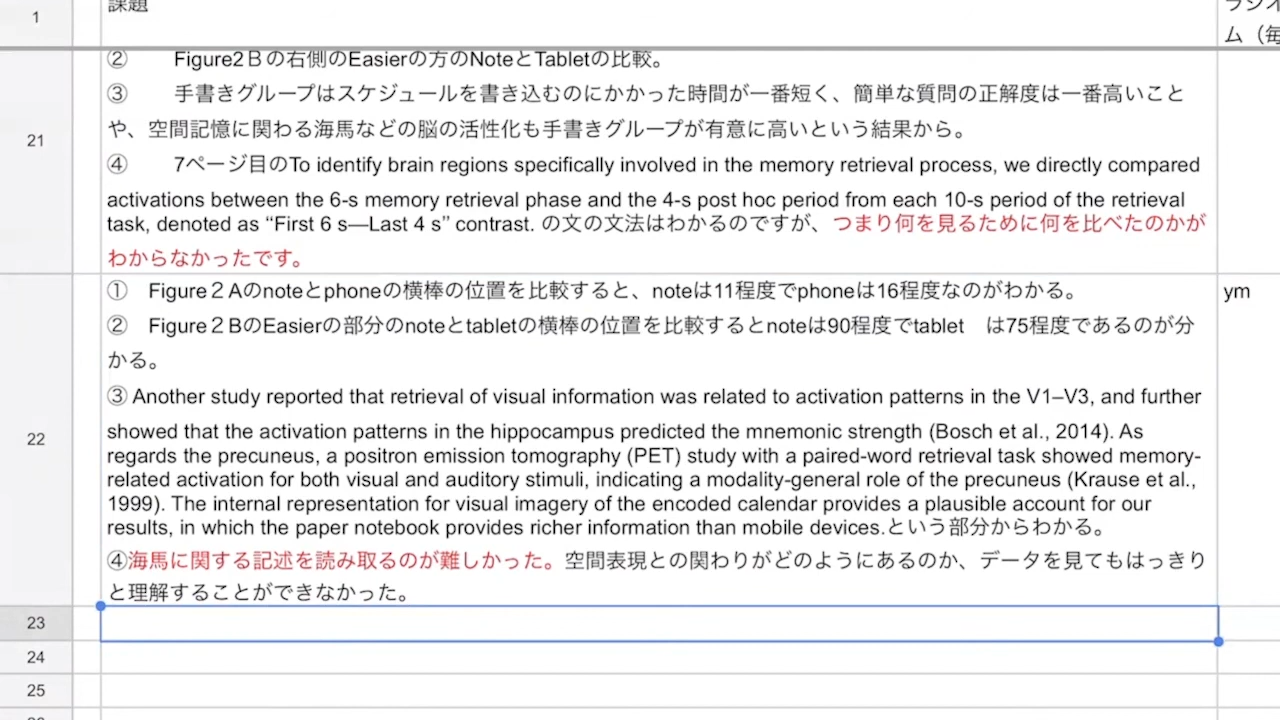 1
課題
ラジオ
ム（毎
21
② Figure2Ｂの右側のEasierの方のNoteとTabletの比較。
③ 手書きグループはスケジュールを書き込むのにかかった時間が一番短く、簡単な質問の正解度は一番高いこと
や、空間記憶に関わる海馬などの脳の活性化も手書きグループが有意に高いという結果から。
④ 7ページ目のTo identify brain regions specifically involved in the memory retrieval process, we directly compared
activations between the 6-s memory retrieval phase and the 4-s post hoc period from each 10-s period of the retrieval
task, denoted as “First 6 s—Last 4 s” contrast. の文の文法はわかるのですが、つまり何を見るために何を比べたのかが
わからなかったです。
22
① Figure２Aのnoteとphoneの横棒の位置を比較すると、noteは11程度でphoneは16程度なのがわかる。
ym
② Figure２BのEasierの部分のnoteとtabletの横棒の位置を比較するとnoteは90程度でtablet　は75程度であるのが分
かる。
③ Another study reported that retrieval of visual information was related to activation patterns in the V1–V3, and further
showed that the activation patterns in the hippocampus predicted the mnemonic strength (Bosch et al., 2014). As
regards the precuneus, a positron emission tomography (PET) study with a paired-word retrieval task showed memory-
related activation for both visual and auditory stimuli, indicating a modality-general role of the precuneus (Krause et al.,
1999). The internal representation for visual imagery of the encoded calendar provides a plausible account for our
results, in which the paper notebook provides richer information than mobile devices.という部分からわかる。
④海馬に関する記述を読み取るのが難しかった。空間表現との関わりがどのようにあるのか、データを見てもはっきり
と理解することができなかった。
23
24
25